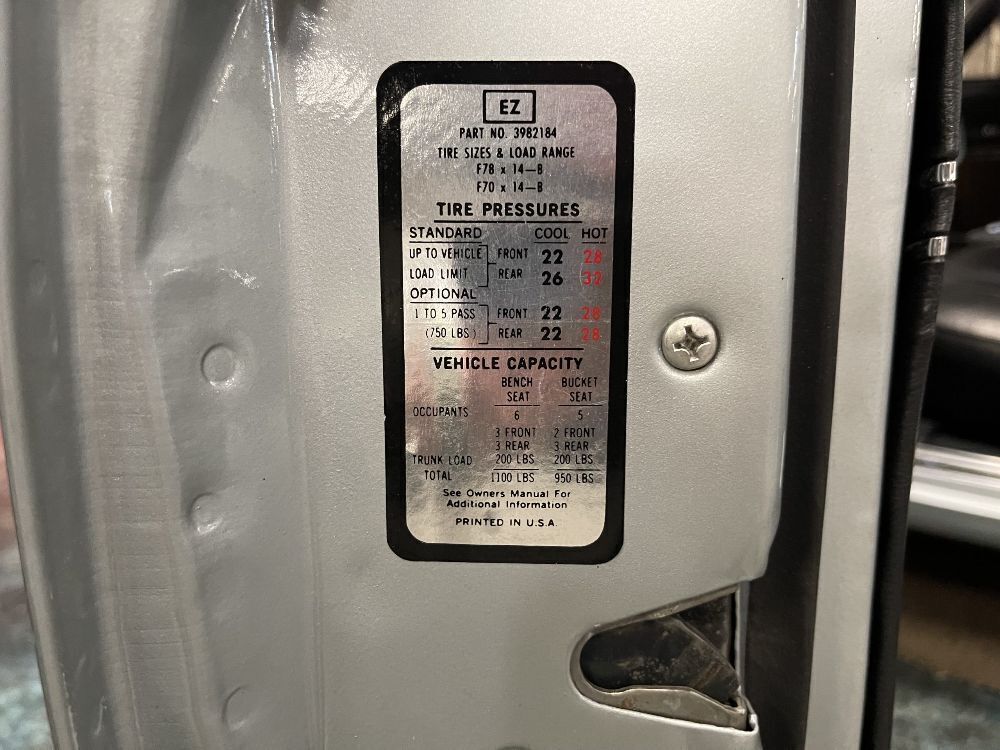 EZ
PART NO. 3982184
TIRE SIZES & LOAD RANGE
F78 x 14—B
F70 x 14—B
TIRE PRESSURES
STANDARD COOL HOT
UP TO VEHICLE FRONT 22 28
LOAD LIMIT REAR 26 32
OPTIONAL
1 TO 5 PASS FRONT 22 28
(750 LBS) REAR 22 28
VEHICLE CAPACITY
BENCH BUCKET
SEAT SEAT
OCCUPANTS 6 5
3 FRONT 2 FRONT
3 REAR 3 REAR
TRUNK LOAD 200 LBS 200 LBS
TOTAL 1100 LBS 950 LBS
See Owners Manual For
Additional Information
PRINTED IN U.S.A.